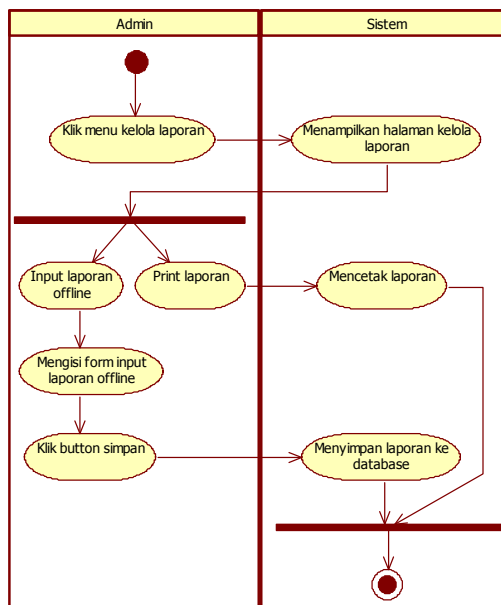 Admin
Sistem
Klik menu kelola laporan
Menampilkan halaman kelola
laporan
Input laporan
offline
Print laporan
Mencetak laporan
Mengisi form input
laporan offline
Klik button simpan
Menyimpan laporan ke
database